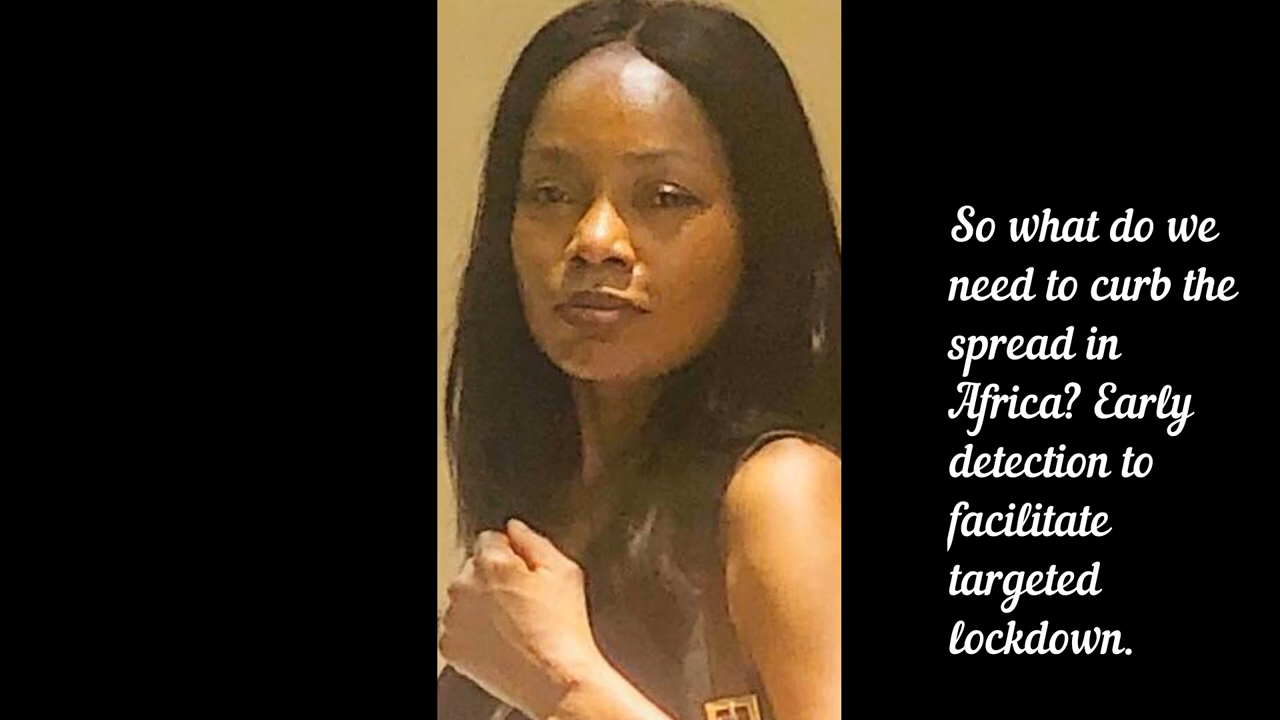 So what do we
need to curb the
spread in
Africa? Early
detection to
facilitate
targeted
lockdown.